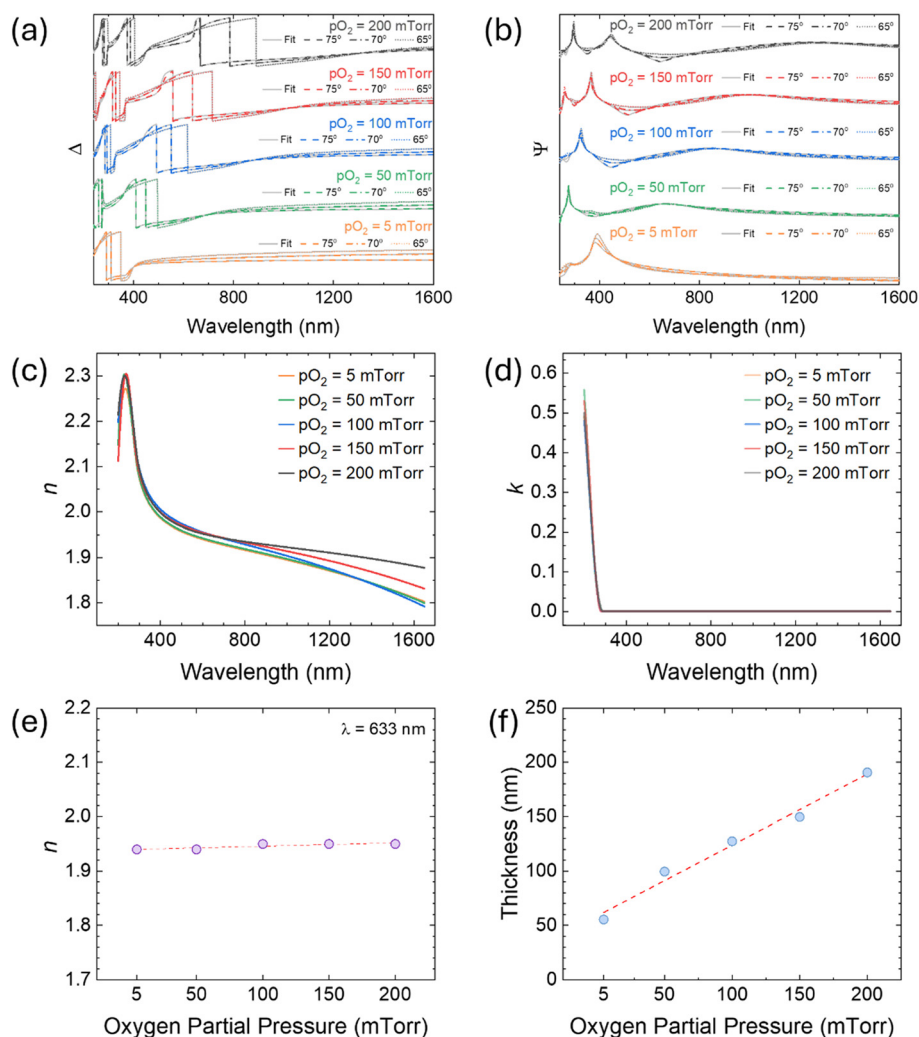 (a)
pO2 = 200 mTorr
Fit 75° 70° 65°
pO2 = 150 mTorr
Fit 75° 70° 65°
pO2 = 100 mTorr
Fit 75° 70° 65°
pO2 = 50 mTorr
Fit 75° 70° 65°
pO2 = 5 mTorr
Fit 75° 70° 65°
Δ
400 800 1200 1600
Wavelength (nm)
(b)
pO2 = 200 mTorr
Fit 75° 70° 65°
pO2 = 150 mTorr
Fit 75° 70° 65°
pO2 = 100 mTorr
Fit 75° 70° 65°
pO2 = 50 mTorr
Fit 75° 70° 65°
pO2 = 5 mTorr
Fit 75° 70° 65°
Ψ
400 800 1200 1600
Wavelength (nm)
(c)
2.3
2.2
2.1
2.0
1.9
1.8
n
pO2 = 5 mTorr
pO2 = 50 mTorr
pO2 = 100 mTorr
pO2 = 150 mTorr
pO2 = 200 mTorr
400 800 1200 1600
Wavelength (nm)
(d)
0.6
0.5
0.4
0.3
0.2
0.1
0.0
k
pO2 = 5 mTorr
pO2 = 50 mTorr
pO2 = 100 mTorr
pO2 = 150 mTorr
pO2 = 200 mTorr
400 800 1200 1600
Wavelength (nm)
(e)
2.2
2.1
2.0
1.9
1.8
1.7
n
λ = 633 nm
5 50 100 150 200
Oxygen Partial Pressure (mTorr)
(f)
250
200
150
100
50
0
Thickness (nm)
5 50 100 150 200
Oxygen Partial Pressure (mTorr)